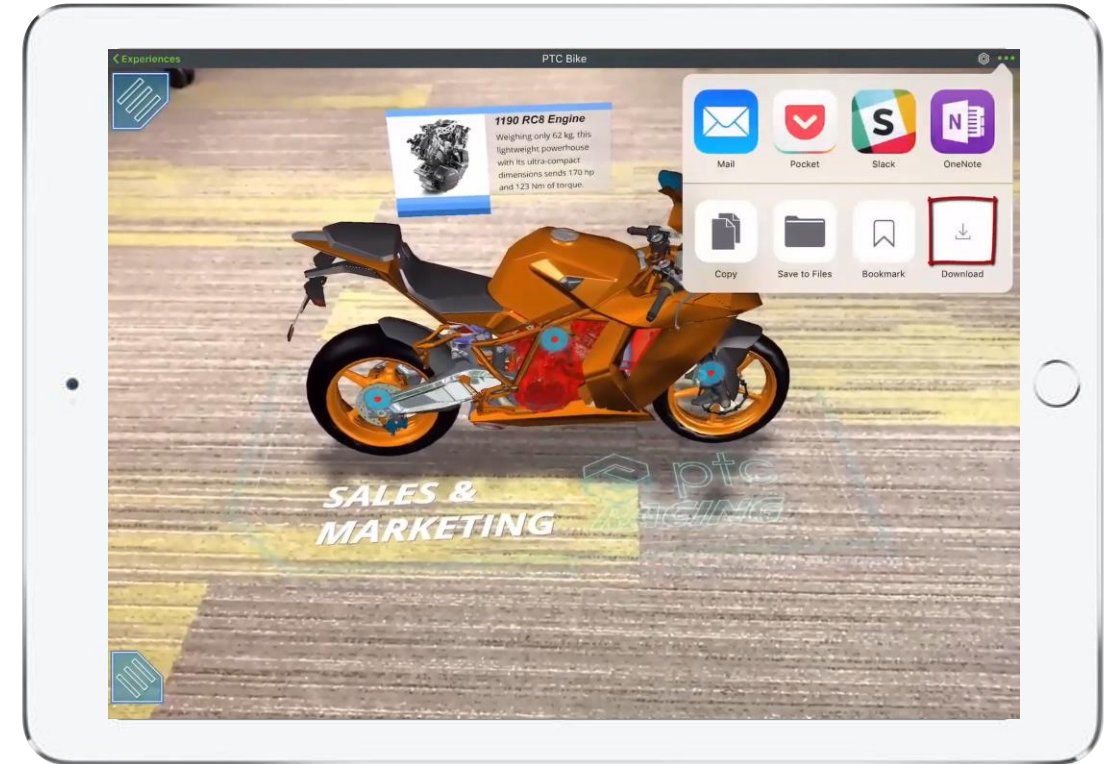 Experiences
PTC Bike
1190 RC8 Engine
Weighing only 62 kg, this
lightweight powerhouse
with its ultra-compact
dimensions sends 170 hp
and 123 Nm of torque.
Mail
Pocket
Slack
OneNote
S
N
Copy
Save to Files
Bookmark
Download
SALES &
MARKETING
ptc
RACING